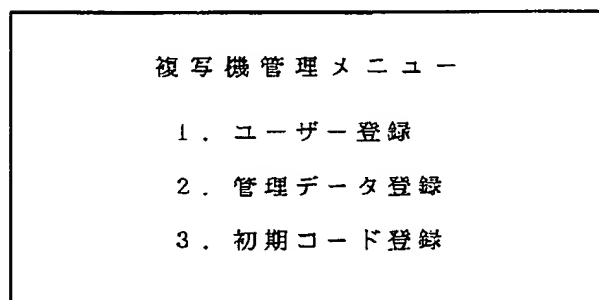 複写機管理メニュー
1．ユーザー登録
2．管理データ登録
3．初期コード登録